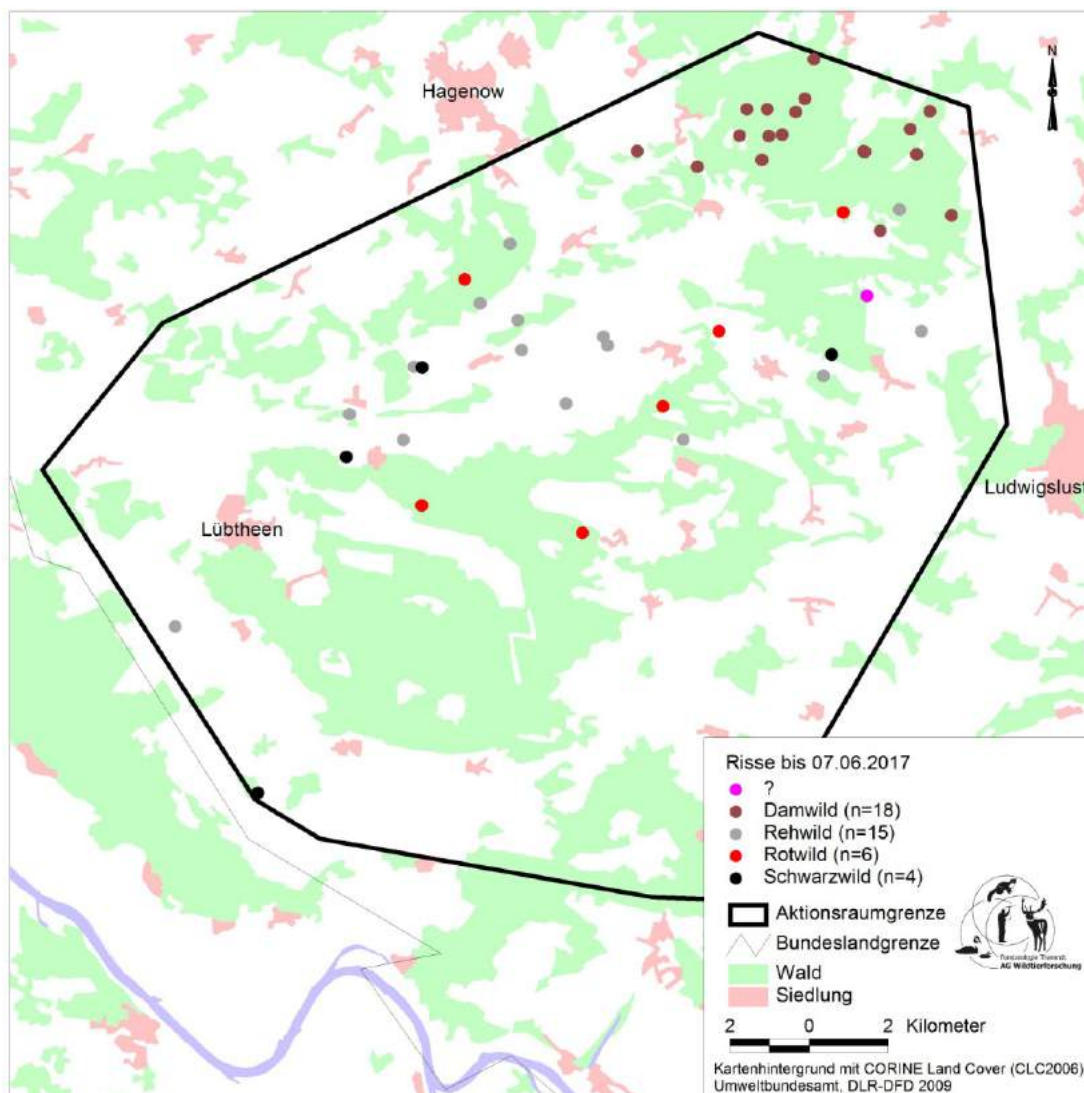 N
Hagenow
Ludwigslust
Lübtheen
Risse bis 07.06.2017
?
Damwild (n=18)
Rehwild (n=15)
Rotwild (n=6)
Schwarzwild (n=4)
Aktionsraumgrenze
Bundeslandgrenze
AG Wildtierforschung
Wald
Siedlung
2 0 2 Kilometer
Kartenhintergrund mit CORINE Land Cover (CLC2006)
Umweltbundesamt, DLR-DFD 2009